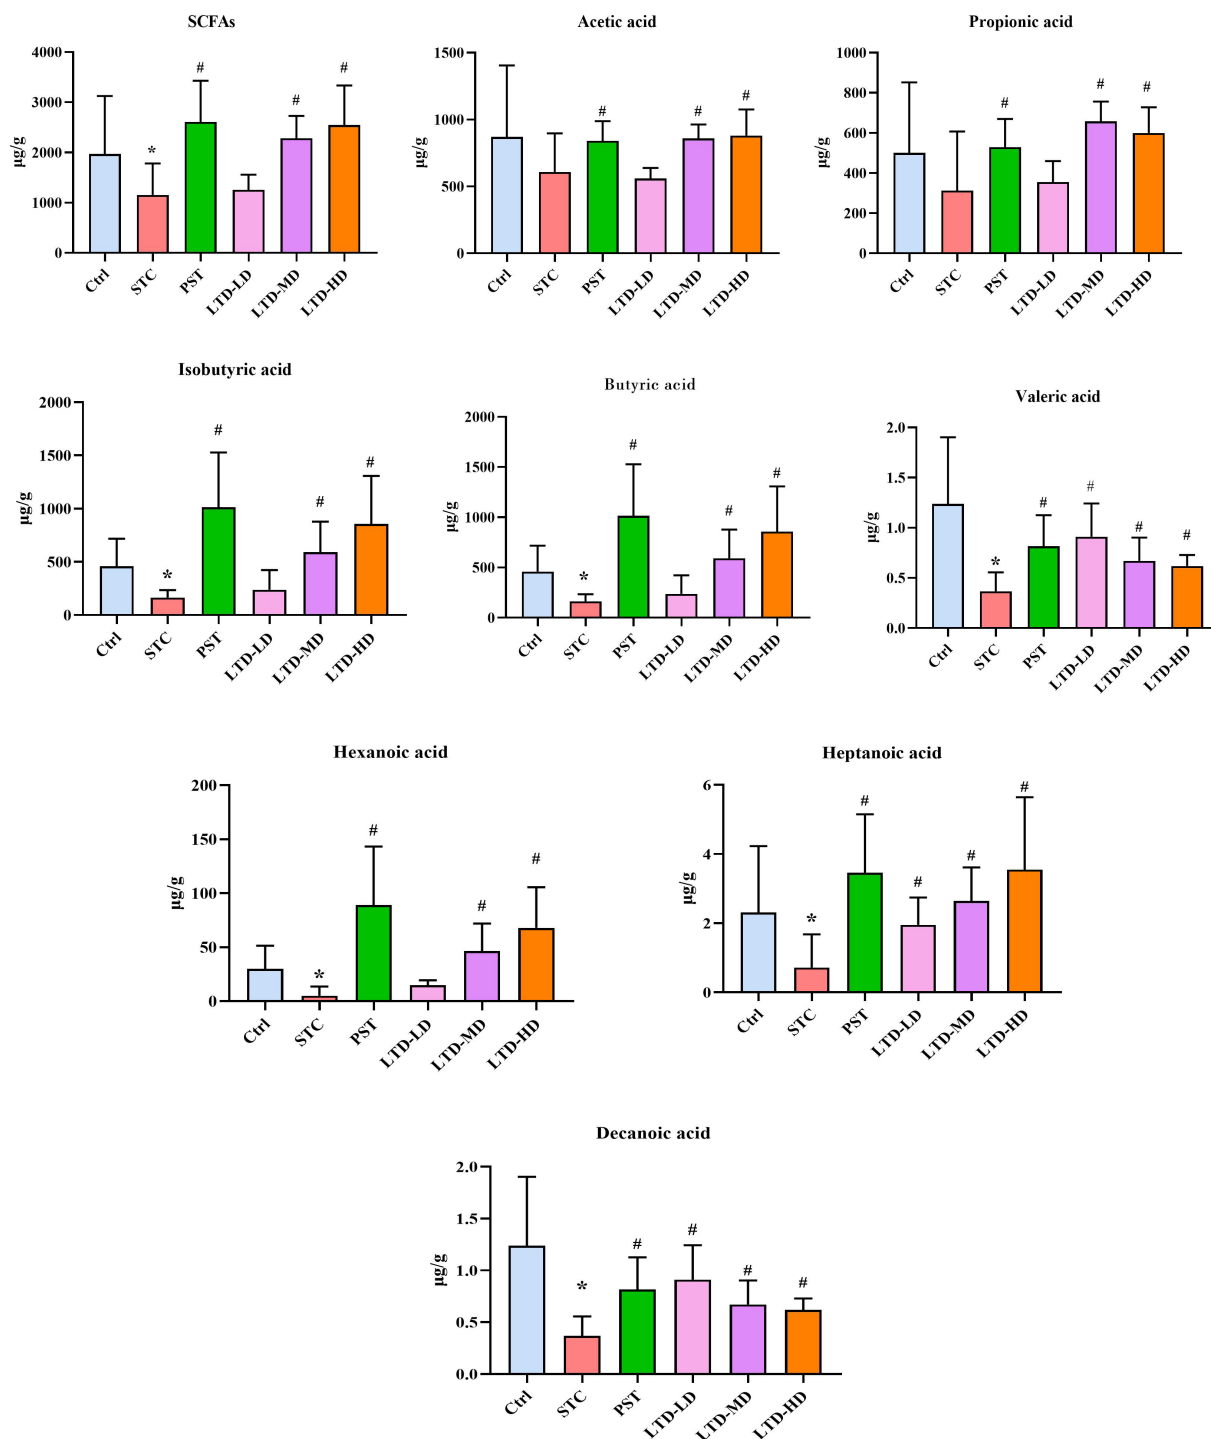 SCFAs
µg/g
4000
3000
2000
1000
0
#
*
#
#
Ctrl
STC
PST
LTD-LD
LTD-MD
LTD-HD
Acetic acid
1500
1000
500
0
#
#
#
Ctrl
STC
PST
LTD-LD
LTD-MD
LTD-HD
Propionic acid
µg/g
1000
800
600
400
200
0
#
#
#
Ctrl
STC
PST
LTD-LD
LTD-MD
LTD-HD
Isobutyric acid
µg/g
2000
1500
1000
500
0
*
#
#
#
Ctrl
STC
PST
LTD-LD
LTD-MD
LTD-HD
Butyric acid
µg/g
2000
1500
1000
500
0
*
#
#
#
Ctrl
STC
PST
LTD-LD
LTD-MD
LTD-HD
Valeric acid
µg/g
2.0
1.5
1.0
0.5
0.0
*
#
#
#
#
Ctrl
STC
PST
LTD-LD
LTD-MD
LTD-HD
Hexanoic acid
µg/g
200
150
100
50
0
*
#
#
#
Ctrl
STC
PST
LTD-LD
LTD-MD
LTD-HD
Heptanoic acid
µg/g
6
4
2
0
*
#
#
#
#
Ctrl
STC
PST
LTD-LD
LTD-MD
LTD-HD
Decanoic acid
µg/g
2.0
1.5
1.0
0.5
0.0
*
#
#
#
#
Ctrl
STC
PST
LTD-LD
LTD-MD
LTD-HD